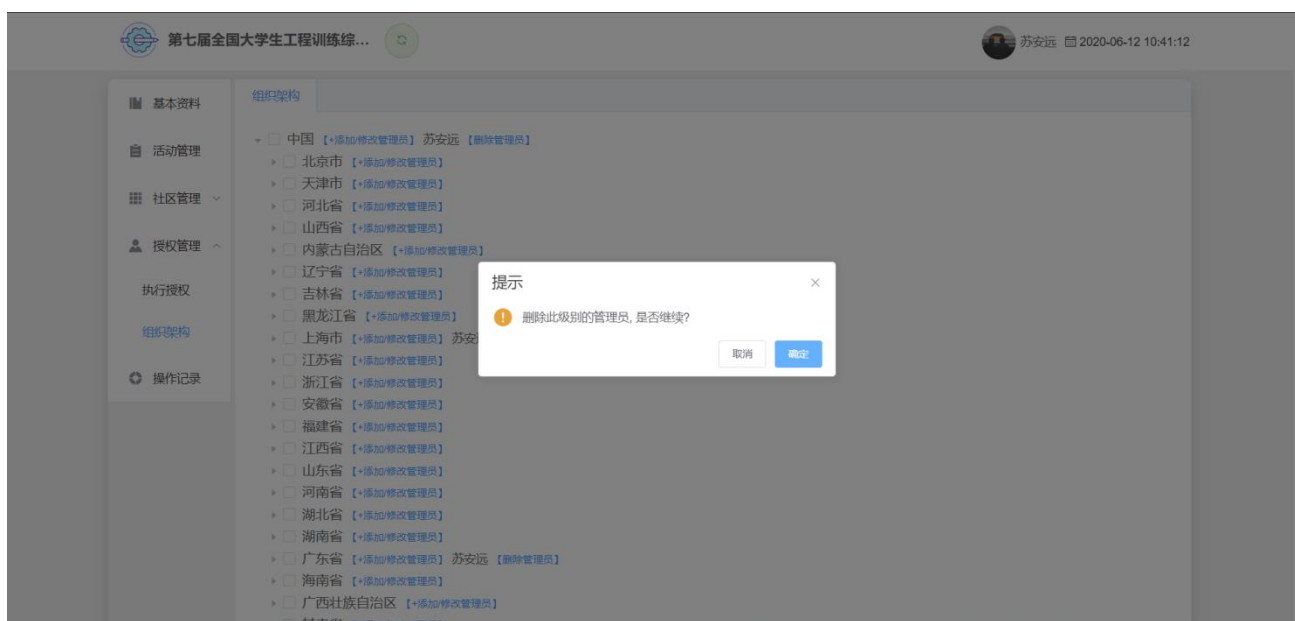 第七届全国大学生工程训练综...
苏安远 2020-06-12 10:41:12
基本资料
活动管理
社区管理
授权管理
执行授权
组织架构
操作记录
组织架构
中国 【+添加/修改管理员】 苏安远 【删除管理员】
北京市 【+添加/修改管理员】
天津市 【+添加/修改管理员】
河北省 【+添加/修改管理员】
山西省 【+添加/修改管理员】
内蒙古自治区 【+添加/修改管理员】
辽宁省 【+添加/修改管理员】
吉林省 【+添加/修改管理员】
黑龙江省 【+添加/修改管理员】
上海市 【+添加/修改管理员】 苏安
江苏省 【+添加/修改管理员】
浙江省 【+添加/修改管理员】
安徽省 【+添加/修改管理员】
福建省 【+添加/修改管理员】
江西省 【+添加/修改管理员】
山东省 【+添加/修改管理员】
河南省 【+添加/修改管理员】
湖北省 【+添加/修改管理员】
湖南省 【+添加/修改管理员】
广东省 【+添加/修改管理员】 苏安远 【删除管理员】
海南省 【+添加/修改管理员】
广西壮族自治区 【+添加/修改管理员】
提示
删除此级别的管理员, 是否继续?
取消 确定